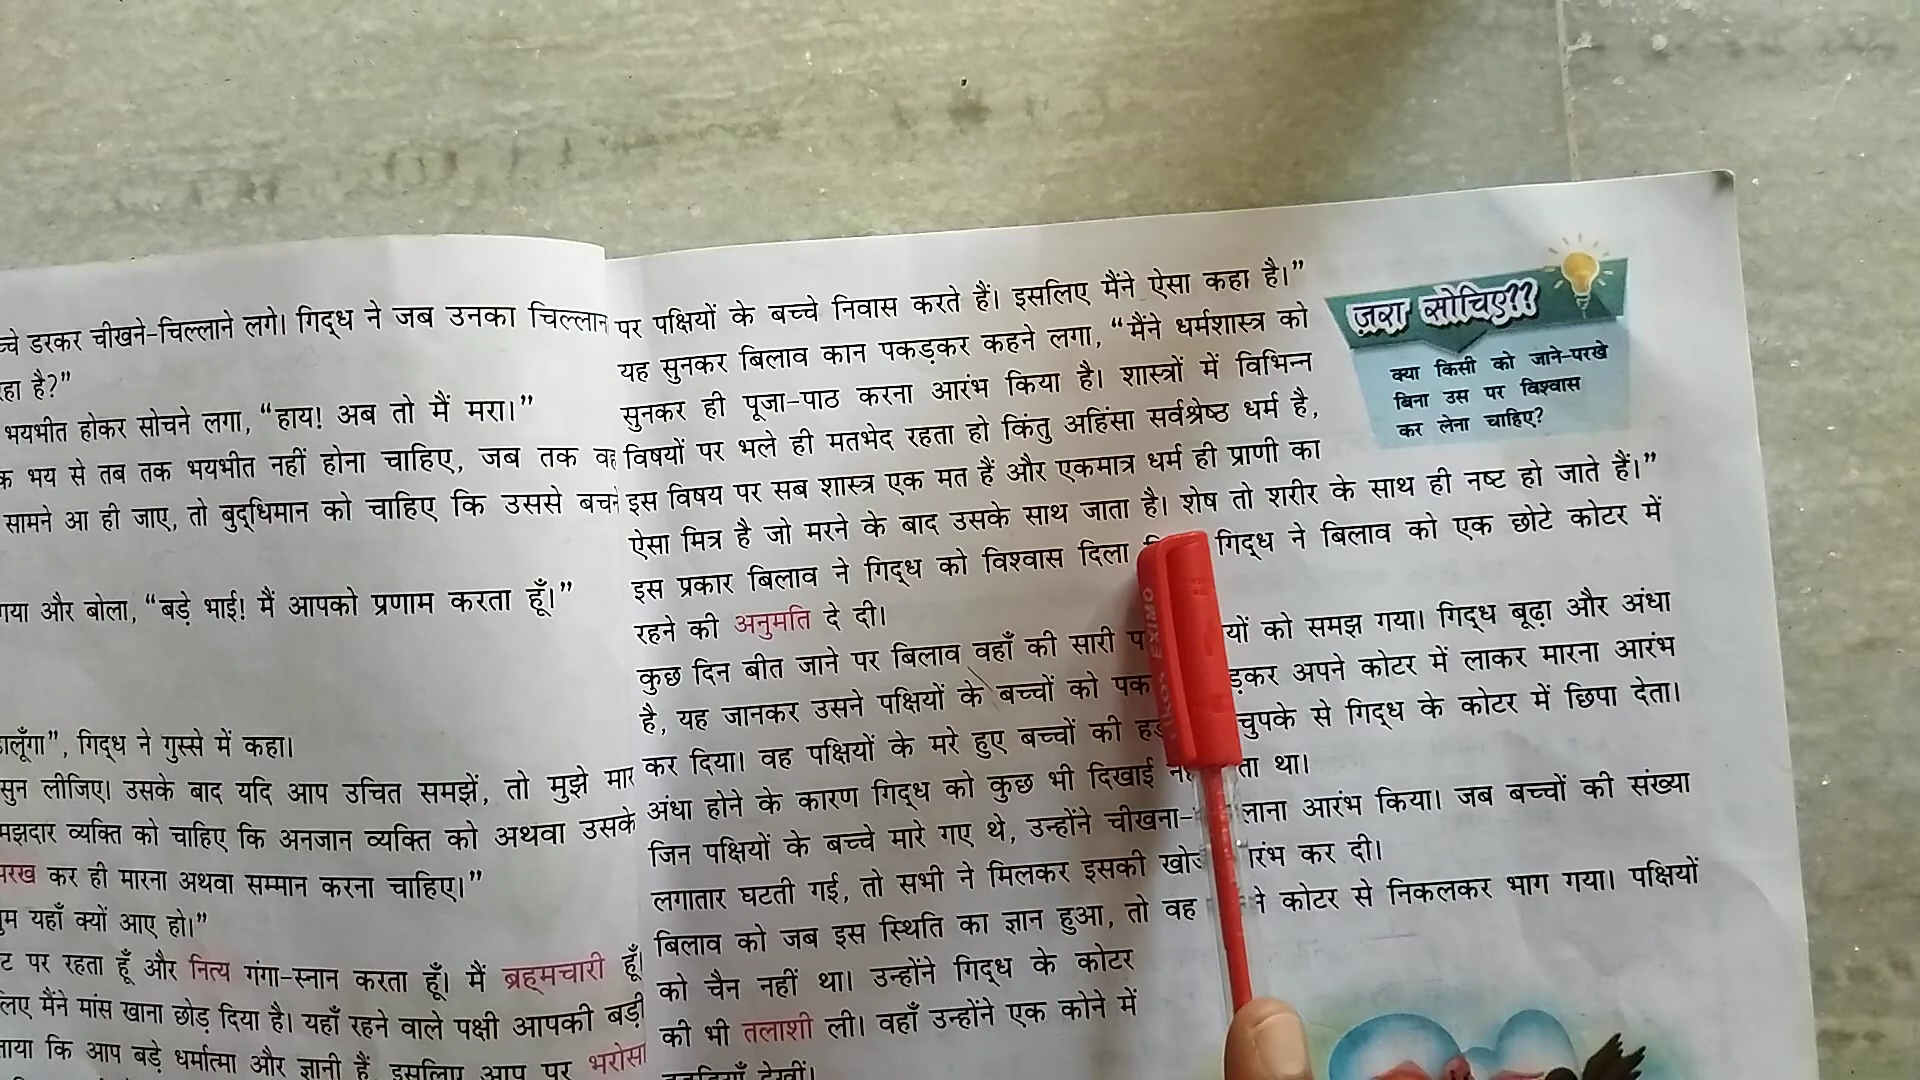 चे डरकर चीखने-चिल्लाने लगे। गिद्ध ने जब उनका चिल्लान
रहा है?”
भयभीत होकर सोचने लगा, “हाय! अब तो मैं मरा।”
क भय से तब तक भयभीत नहीं होना चाहिए, जब तक वह
सामने आ ही जाए, तो बुद्धिमान को चाहिए कि उससे बचने
गया और बोला, “बड़े भाई! मैं आपको प्रणाम करता हूँ।”
डालूँगा”, गिद्ध ने गुस्से में कहा।
सुन लीजिए। उसके बाद यदि आप उचित समझें, तो मुझे मार
मझदार व्यक्ति को चाहिए कि अनजान व्यक्ति को अथवा उसके
परख कर ही मारना अथवा सम्मान करना चाहिए।”
तुम यहाँ क्यों आए हो।”
ट पर रहता हूँ और नित्य गंगा-स्नान करता हूँ। मैं ब्रह्मचारी हूँ।
लिए मैंने मांस खाना छोड़ दिया है। यहाँ रहने वाले पक्षी आपकी बड़ी
ताया कि आप बड़े धर्मात्मा और ज्ञानी हैं, इसलिए आप पर भरोसा
पर पक्षियों के बच्चे निवास करते हैं। इसलिए मैंने ऐसा कहा है।”
यह सुनकर बिलाव कान पकड़कर कहने लगा, “मैंने धर्मशास्त्र को
सुनकर ही पूजा-पाठ करना आरंभ किया है। शास्त्रों में विभिन्न
विषयों पर भले ही मतभेद रहता हो किंतु अहिंसा सर्वश्रेष्ठ धर्म है,
इस विषय पर सब शास्त्र एक मत हैं और एकमात्र धर्म ही प्राणी का
ऐसा मित्र है जो मरने के बाद उसके साथ जाता है। शेष तो शरीर के साथ ही नष्ट हो जाते हैं।”
इस प्रकार बिलाव ने गिद्ध को विश्वास दिला गिद्ध ने बिलाव को एक छोटे कोटर में
रहने की अनुमति दे दी।
कुछ दिन बीत जाने पर बिलाव वहाँ की सारी यों को समझ गया। गिद्ध बूढ़ा और अंधा
है, यह जानकर उसने पक्षियों के बच्चों को पक ड़कर अपने कोटर में लाकर मारना आरंभ
कर दिया। वह पक्षियों के मरे हुए बच्चों की हड चुपके से गिद्ध के कोटर में छिपा देता।
अंधा होने के कारण गिद्ध को कुछ भी दिखाई न ता था।
जिन पक्षियों के बच्चे मारे गए थे, उन्होंने चीखना- लाना आरंभ किया। जब बच्चों की संख्या
लगातार घटती गई, तो सभी ने मिलकर इसकी खो रंभ कर दी।
बिलाव को जब इस स्थिति का ज्ञान हुआ, तो वह ने कोटर से निकलकर भाग गया। पक्षियों
को चैन नहीं था। उन्होंने गिद्ध के कोटर
की भी तलाशी ली। वहाँ उन्होंने एक कोने में
देखीं।
ज़रा सोचिए??
क्या किसी को जाने-परखे
बिना उस पर विश्वास
कर लेना चाहिए?
EXIMO